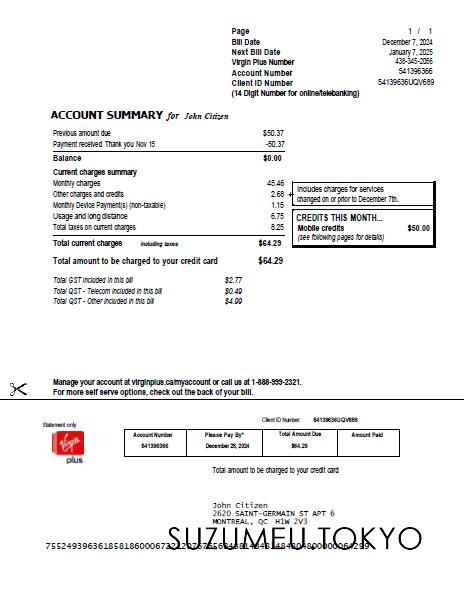 Page 1 / 1
Bill Date December 7, 2024
Next Bill Date January 7, 2025
Virgin Plus Number 438-345-2056
Account Number 541396366
Client ID Number 54139636UQV689
(14 Digit Number for online/telebanking)
ACCOUNT SUMMARY for John Citizen
Previous amount due $50.37
Payment received Thank you Nov 15 -50.37
Balance $0.00
Current charges summary
Monthly charges 45.46
Other charges and credits 2.68
Includes charges for services
changed on or prior to December 7th.
Monthly Device Payment(s) (non-taxable) 1.15
Usage and long distance 6.75
Total taxes on current charges 8.25
CREDITS THIS MONTH...
Mobile credits $50.00
(see following pages for details)
Total current charges including taxes $64.29
Total amount to be charged to your credit card $64.29
Total GST included in this bill $2.77
Total QST - Telecom included in this bill $0.49
Total QST - Other included in this bill $4.99
Manage your account at virginplus.ca/myaccount or call us at 1-888-999-2321.
For more self serve options, check out the back of your bill.
Statement only
Client ID Number: 54139636UQV689
Virgin
plus
Account Number Please Pay By* Total Amount Due Amount Paid
541396366 December 28, 2024 $64.29
Total amount to be charged to your credit card
John Citizen
2620 SAINT-GERMAIN ST APT 6
MONTREAL, QC H1W 2V3
SUZUMEU.TOKYO